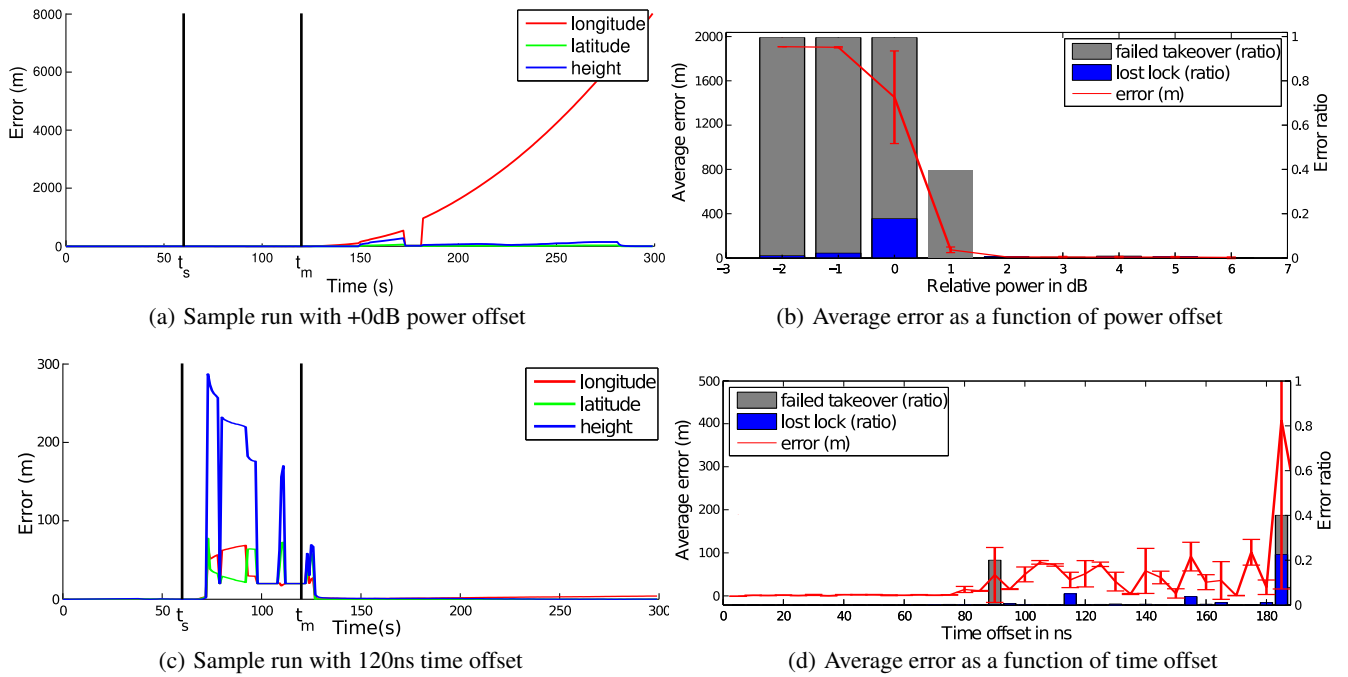 8000
6000
4000
2000
0
Error (m)
longitude
latitude
height
0
50
100
150
200
250
300
t_s
t_m
Time (s)
(a) Sample run with +0dB power offset
2000
1600
1200
800
400
0
Average error (m)
failed takeover (ratio)
lost lock (ratio)
error (m)
1
0.8
0.6
0.4
0.2
0
Error ratio
−3
−2
−1
0
1
2
3
4
5
6
7
Relative power in dB
(b) Average error as a function of power offset
300
200
100
0
Error (m)
longitude
latitude
height
0
50
100
150
200
250
300
t_s
t_m
Time(s)
(c) Sample run with 120ns time offset
500
400
300
200
100
0
Average error (m)
failed takeover (ratio)
lost lock (ratio)
error (m)
1
0.8
0.6
0.4
0.2
0
Error ratio
0
20
40
60
80
100
120
140
160
180
Time offset in ns
(d) Average error as a function of time offset